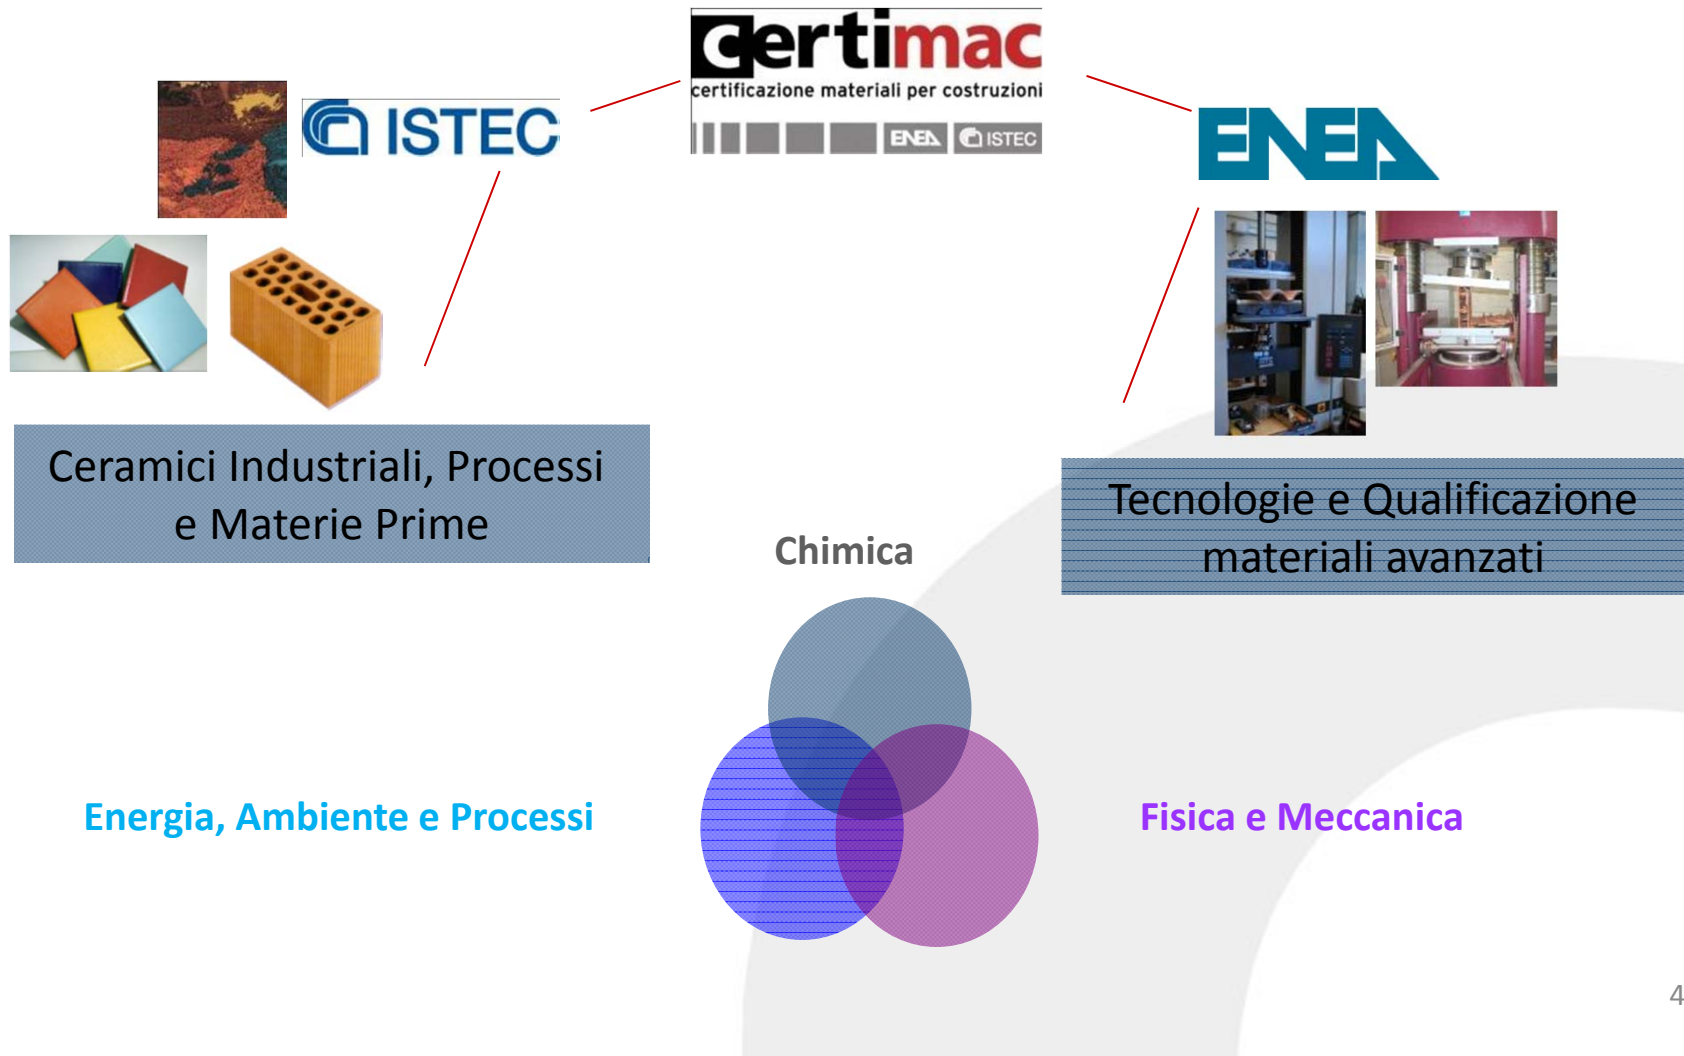 certimac
certificazione materiali per costruzioni
ENEA ISTEC
ISTEC
ENEA
Ceramici Industriali, Processi
e Materie Prime
Tecnologie e Qualificazione
materiali avanzati
Chimica
Energia, Ambiente e Processi
Fisica e Meccanica
4